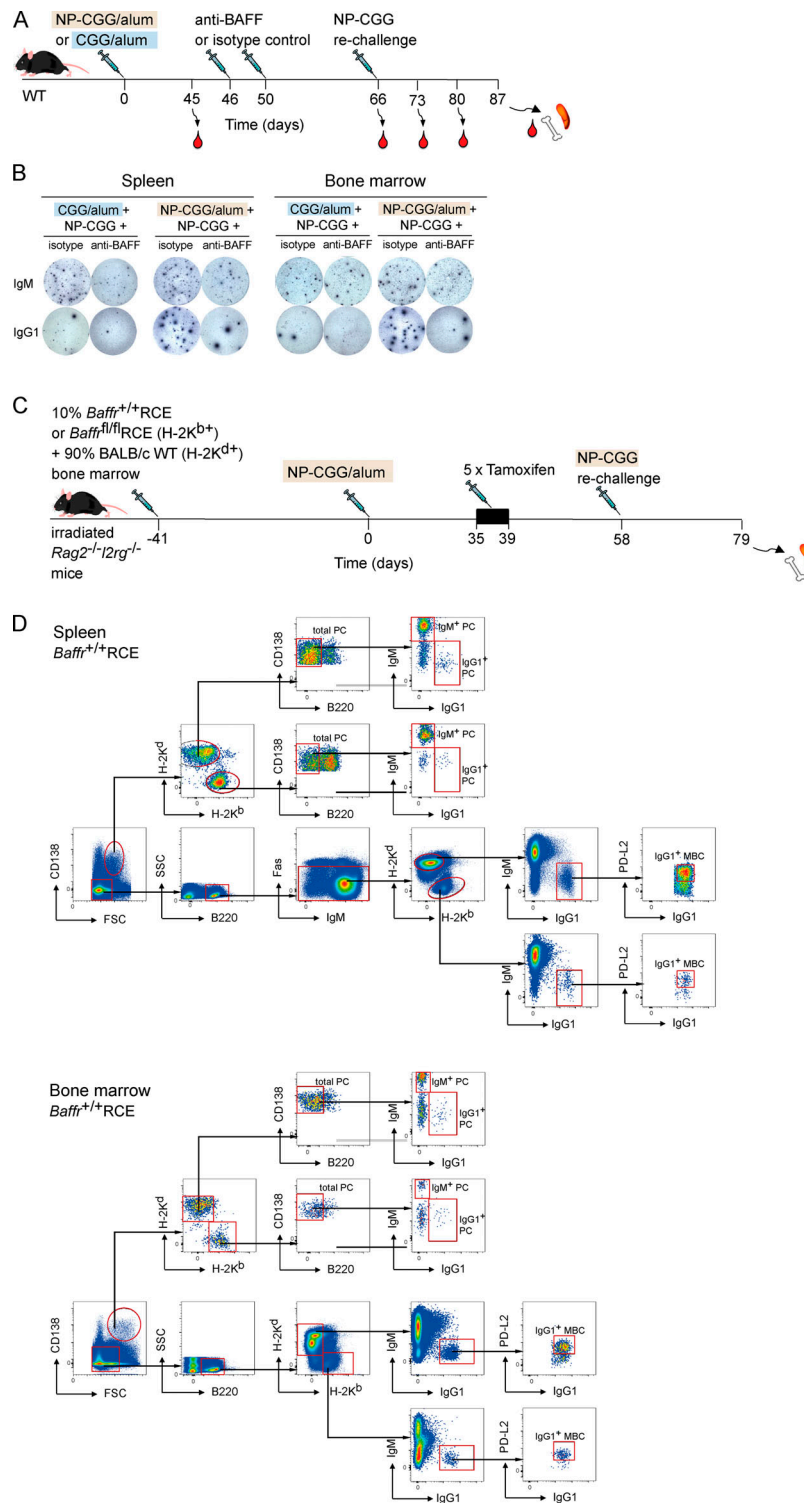 A
NP-CGG/alum
or CGG/alum
anti-BAFF
or isotype control
NP-CGG
re-challenge
WT
0
45
46
50
66
73
80
87
Time (days)
B
Spleen
Bone marrow
CGG/alum +
NP-CGG +
NP-CGG/alum +
NP-CGG +
CGG/alum +
NP-CGG +
NP-CGG/alum +
NP-CGG +
isotype anti-BAFF
isotype anti-BAFF
isotype anti-BAFF
isotype anti-BAFF
IgM
IgG1
C
10% Baffr+/+RCE
or Baffrfl/flRCE (H-2Kb+)
+ 90% BALB/c WT (H-2Kd+)
bone marrow
NP-CGG/alum
5 x Tamoxifen
NP-CGG
re-challenge
irradiated
Rag2-/-Il2rg-/-
mice
-41
0
35
39
58
79
Time (days)
D
Spleen
Baffr+/+RCE
CD138
total PC
B220
IgM
IgM+ PC
IgG1+
PC
IgG1
H-2Kd
H-2Kb
CD138
total PC
B220
IgM
IgM+ PC
IgG1+
PC
IgG1
CD138
FSC
SSC
B220
Fas
IgM
H-2Kd
H-2Kb
IgM
IgG1
PD-L2
IgG1+ MBC
IgG1
IgM
IgG1
PD-L2
IgG1+ MBC
IgG1
Bone marrow
Baffr+/+RCE
CD138
total PC
B220
IgM
IgM+ PC
IgG1+
PC
IgG1
H-2Kd
H-2Kb
CD138
total PC
B220
IgM
IgM+ PC
IgG1+
PC
IgG1
CD138
FSC
SSC
B220
H-2Kd
H-2Kb
IgM
IgG1
PD-L2
IgG1+ MBC
IgG1
IgM
IgG1
PD-L2
IgG1+ MBC
IgG1